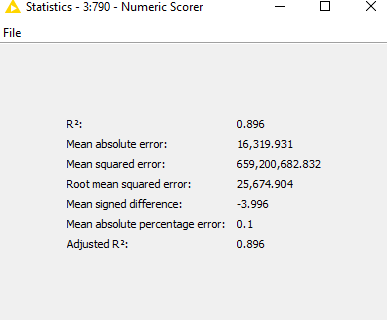 Statistics - 3:790 - Numeric Scorer
File
R²: 0.896
Mean absolute error: 16,319.931
Mean squared error: 659,200,682.832
Root mean squared error: 25,674.904
Mean signed difference: -3.996
Mean absolute percentage error: 0.1
Adjusted R²: 0.896